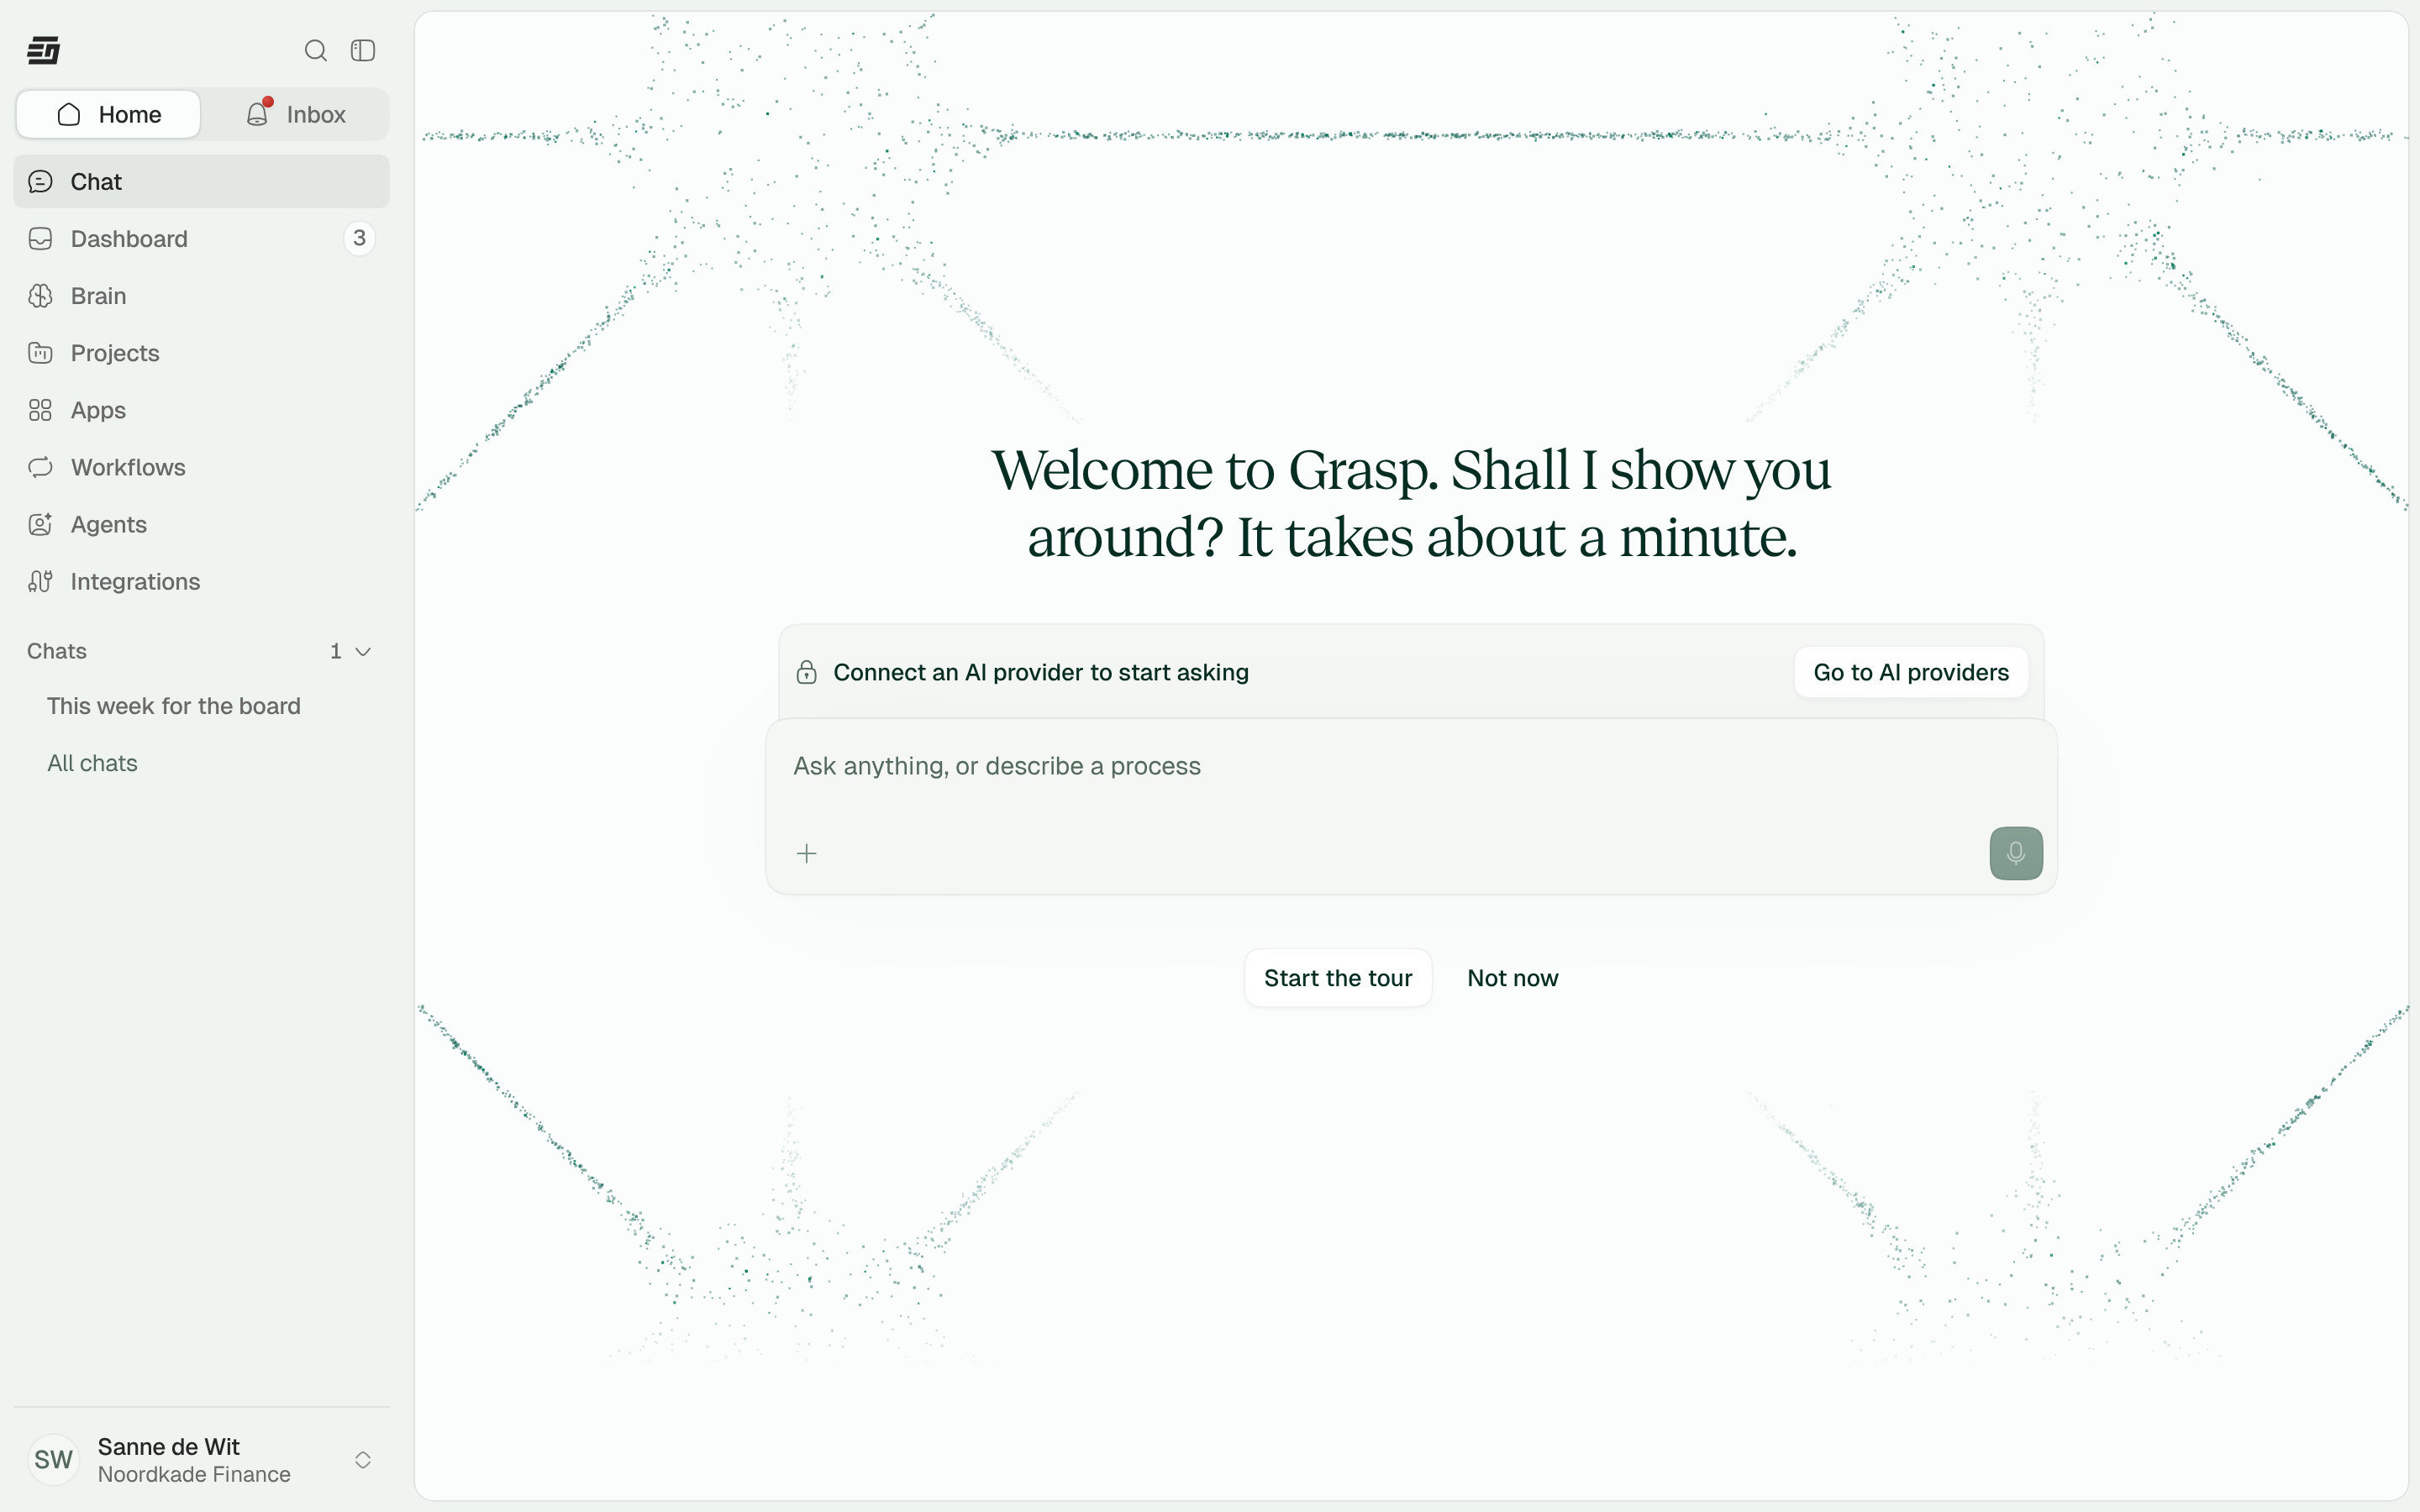 Home
Inbox
Chat
Dashboard
3
Brain
Projects
Apps
Workflows
Agents
Integrations
Chats
1
This week for the board
All chats
Sanne de Wit
SW
Noordkade Finance
Welcome to Grasp. Shall I show you
around? It takes about a minute.
Connect an AI provider to start asking
Go to AI providers
Ask anything, or describe a process
Start the tour
Not now